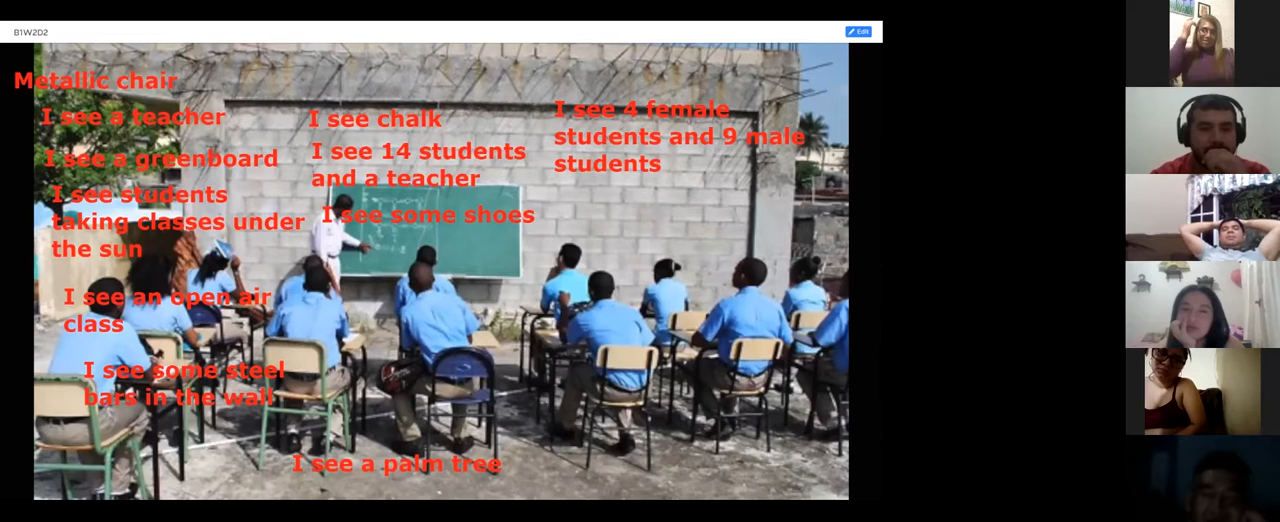 B1W2D2
Edit
Metallic chair
I see a teacher
I see a greenboard
I see students
taking classes under
the sun
I see an open air
class
I see some steel
bars in the wall
I see chalk
I see 14 students
and a teacher
I see some shoes
I see 4 female
students and 9 male
students
I see a palm tree